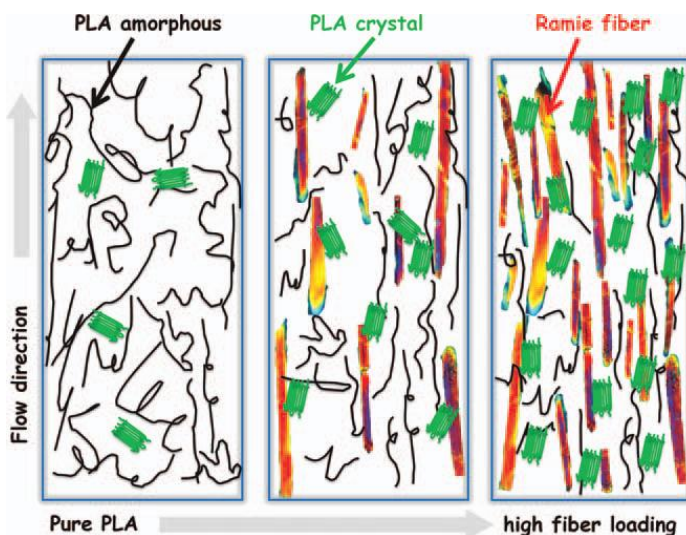 PLA amorphous
PLA crystal
Ramie fiber
Flow direction
Pure PLA
high fiber loading